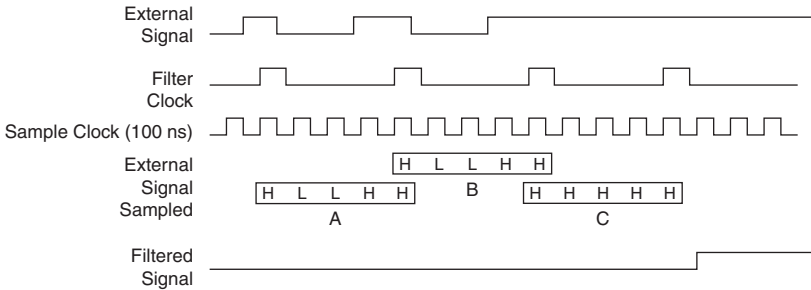 External
Signal
Filter
Clock
Sample Clock (100 ns)
External
Signal
Sampled
H L L H H
B
H L L H H
A
H H H H H
C
Filtered
Signal